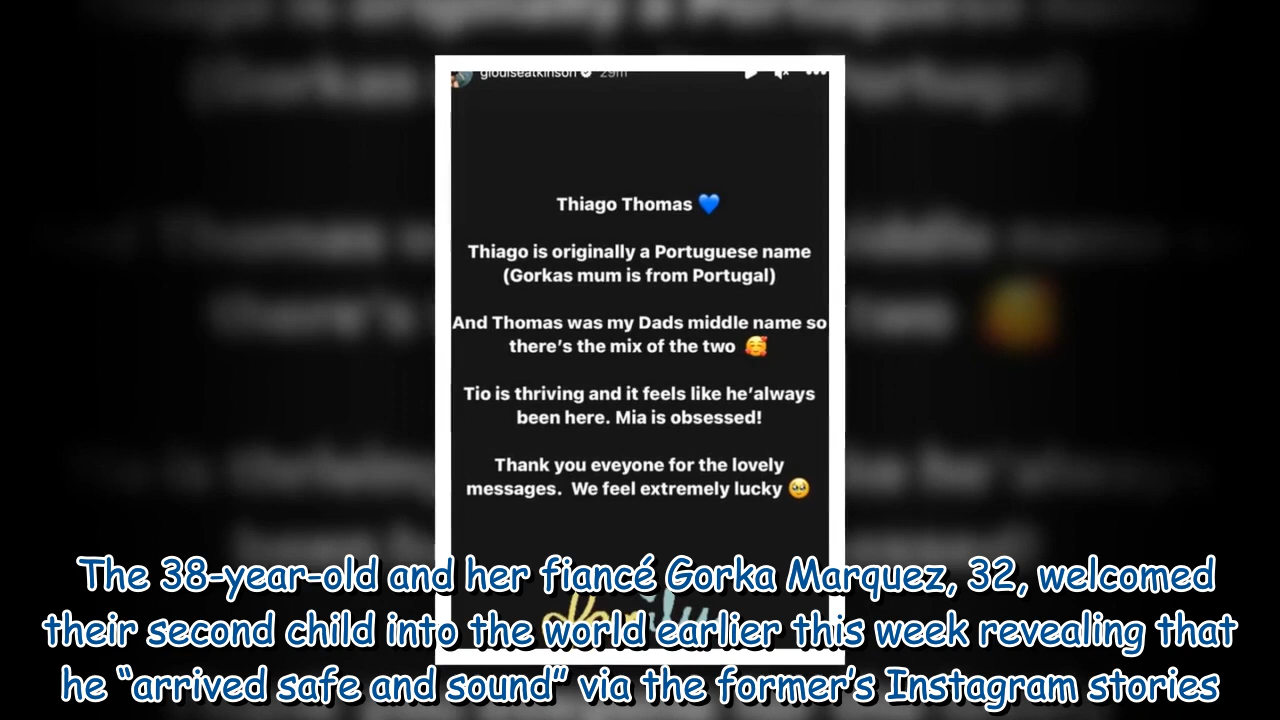 glouiseatkinson 29m
Thiago Thomas 💙
Thiago is originally a Portuguese name
(Gorkas mum is from Portugal)
And Thomas was my Dads middle name so
there's the mix of the two 🥰
Tio is thriving and it feels like he'always
been here. Mia is obsessed!
Thank you eveyone for the lovely
messages. We feel extremely lucky 🥹
The 38-year-old and her fiancé Gorka Marquez, 32, welcomed
their second child into the world earlier this week revealing that
he “arrived safe and sound” via the former's Instagram stories